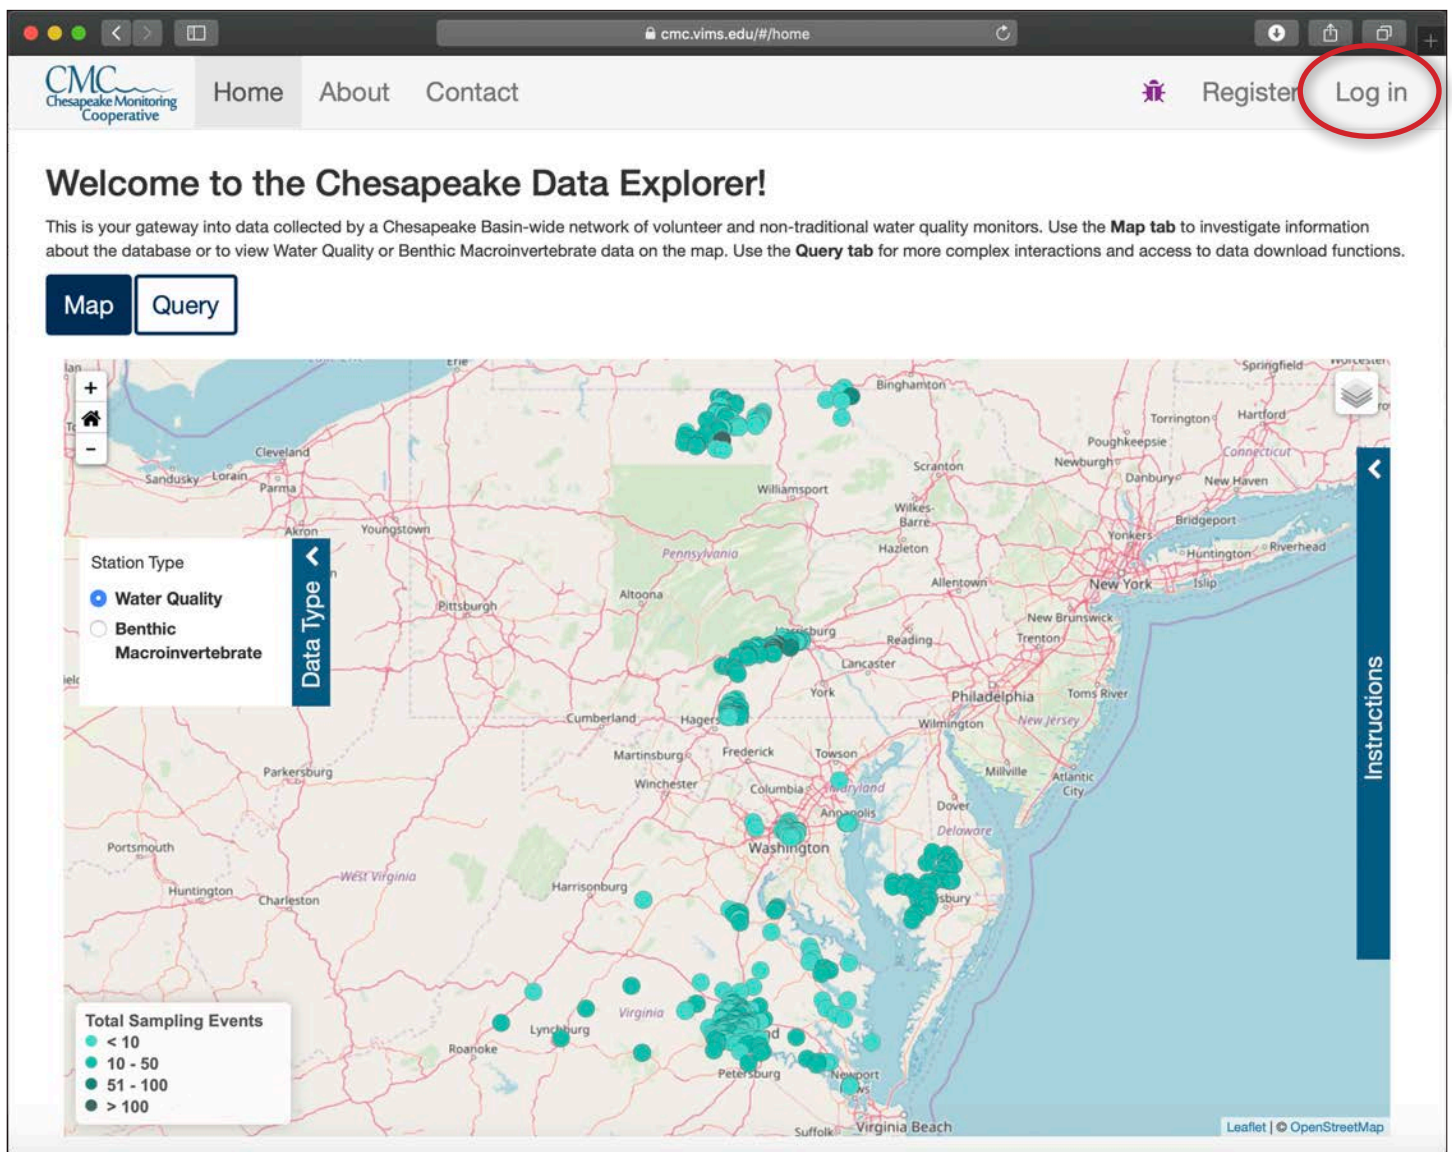 cmc.vims.edu/#/home
CMC
Chesapeake Monitoring
Cooperative
Home
About
Contact
Register
Log in
Welcome to the Chesapeake Data Explorer!
This is your gateway into data collected by a Chesapeake Basin-wide network of volunteer and non-traditional water quality monitors. Use the Map tab to investigate information
about the database or to view Water Quality or Benthic Macroinvertebrate data on the map. Use the Query tab for more complex interactions and access to data download functions.
Map
Query
+
−
Erie
Binghamton
Springfield
Worcester
Torrington
Hartford
Poughkeepsie
Connecticut
Newburgh
Cleveland
Scranton
Danbury
New Haven
Sandusky
Lorain
Parma
Williamsport
Wilkes-
Barre
Bridgeport
Akron
Youngstown
Yonkers
Huntington
Riverhead
Pennsylvania
Hazleton
Allentown
New York
Islip
Station Type
Water Quality
Benthic
Macroinvertebrate
Data Type
Altoona
Pittsburgh
New Brunswick
Trenton
Reading
Lancaster
York
Philadelphia
Toms River
Instructions
Cumberland
Wilmington
New Jersey
Martinsburg
Frederick
Towson
Parkersburg
Winchester
Columbia
Maryland
Millville
Atlantic
City
Annapolis
Dover
Delaware
Portsmouth
Washington
West Virginia
Huntington
Charleston
Harrisonburg
Total Sampling Events
< 10
10 - 50
51 - 100
> 100
Virginia
Lynchburg
Roanoke
Petersburg
Newport
Suffolk
Virginia Beach
Leaflet | © OpenStreetMap